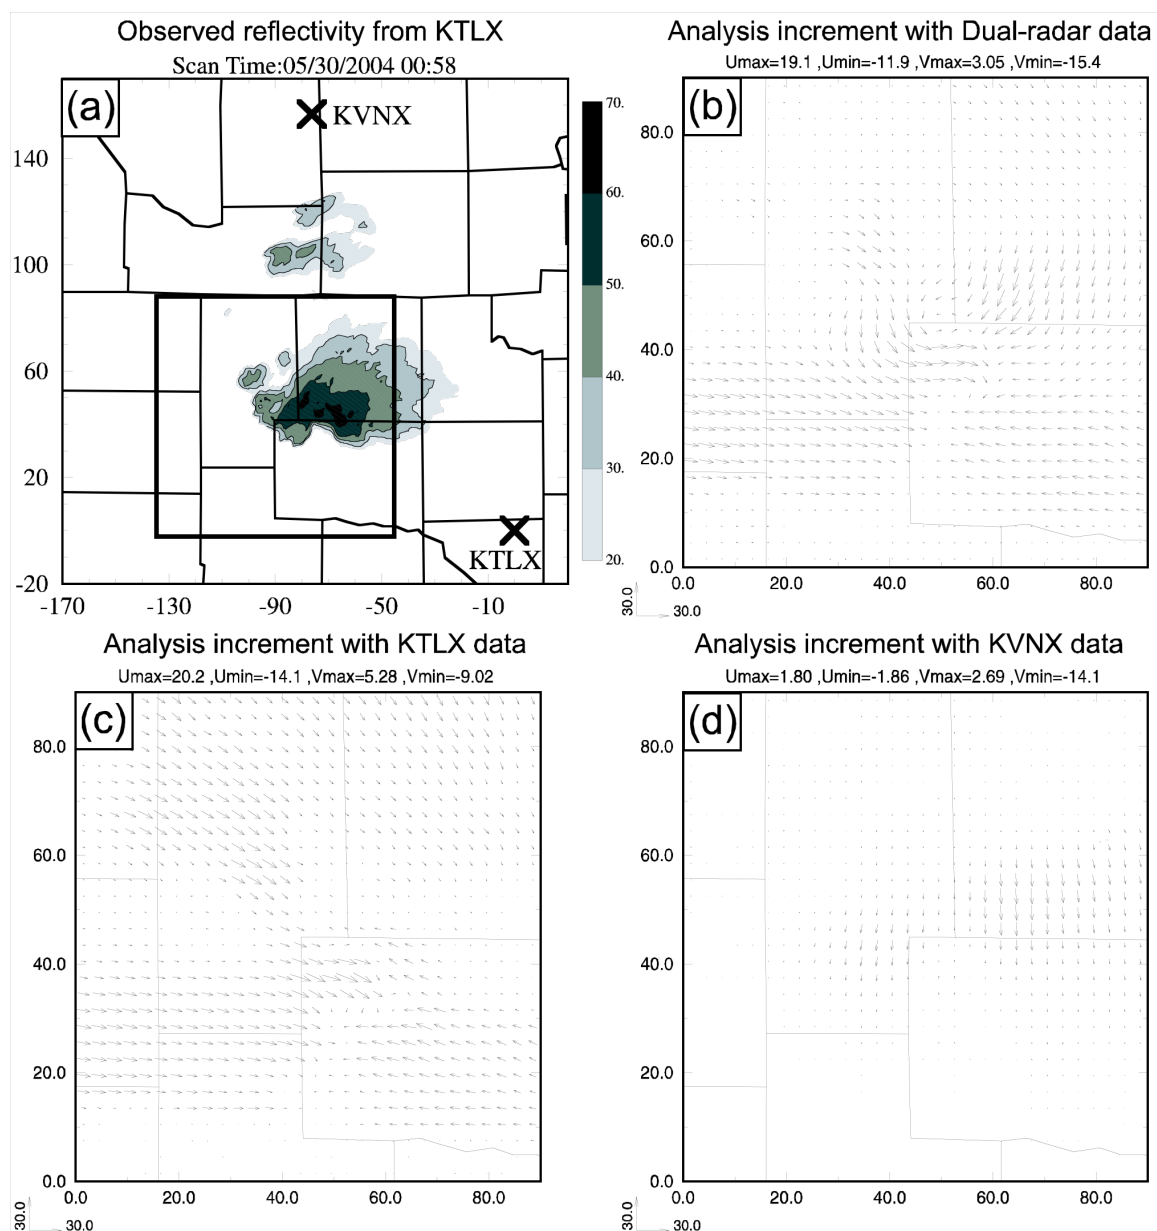 Observed reflectivity from KTLX
Scan Time:05/30/2004 00:58
(a)
KVNX
KTLX
140
100
60
20
-20
-170 -130 -90 -50 -10
70.
60.
50.
40.
30.
20.
Analysis increment with Dual-radar data
Umax=19.1 ,Umin=-11.9 ,Vmax=3.05 ,Vmin=-15.4
(b)
80.0
60.0
40.0
20.0
0.0
0.0 20.0 40.0 60.0 80.0
30.0
30.0
Analysis increment with KTLX data
Umax=20.2 ,Umin=-14.1 ,Vmax=5.28 ,Vmin=-9.02
(c)
80.0
60.0
40.0
20.0
0.0
0.0 20.0 40.0 60.0 80.0
30.0
30.0
Analysis increment with KVNX data
Umax=1.80 ,Umin=-1.86 ,Vmax=2.69 ,Vmin=-14.1
(d)
80.0
60.0
40.0
20.0
0.0
0.0 20.0 40.0 60.0 80.0
30.0
30.0